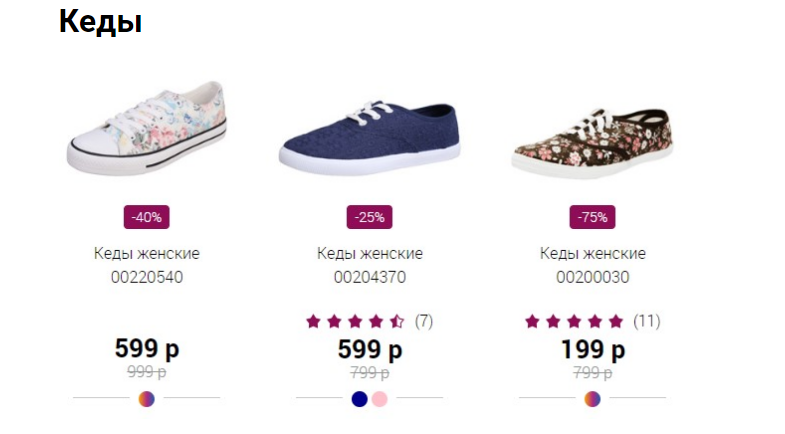 Кеды
-40%
-25%
-75%
Кеды женские
00220540
Кеды женские
00204370
Кеды женские
00200030
(7)
(11)
599 р
999 р
599 р
799 р
199 р
799 р